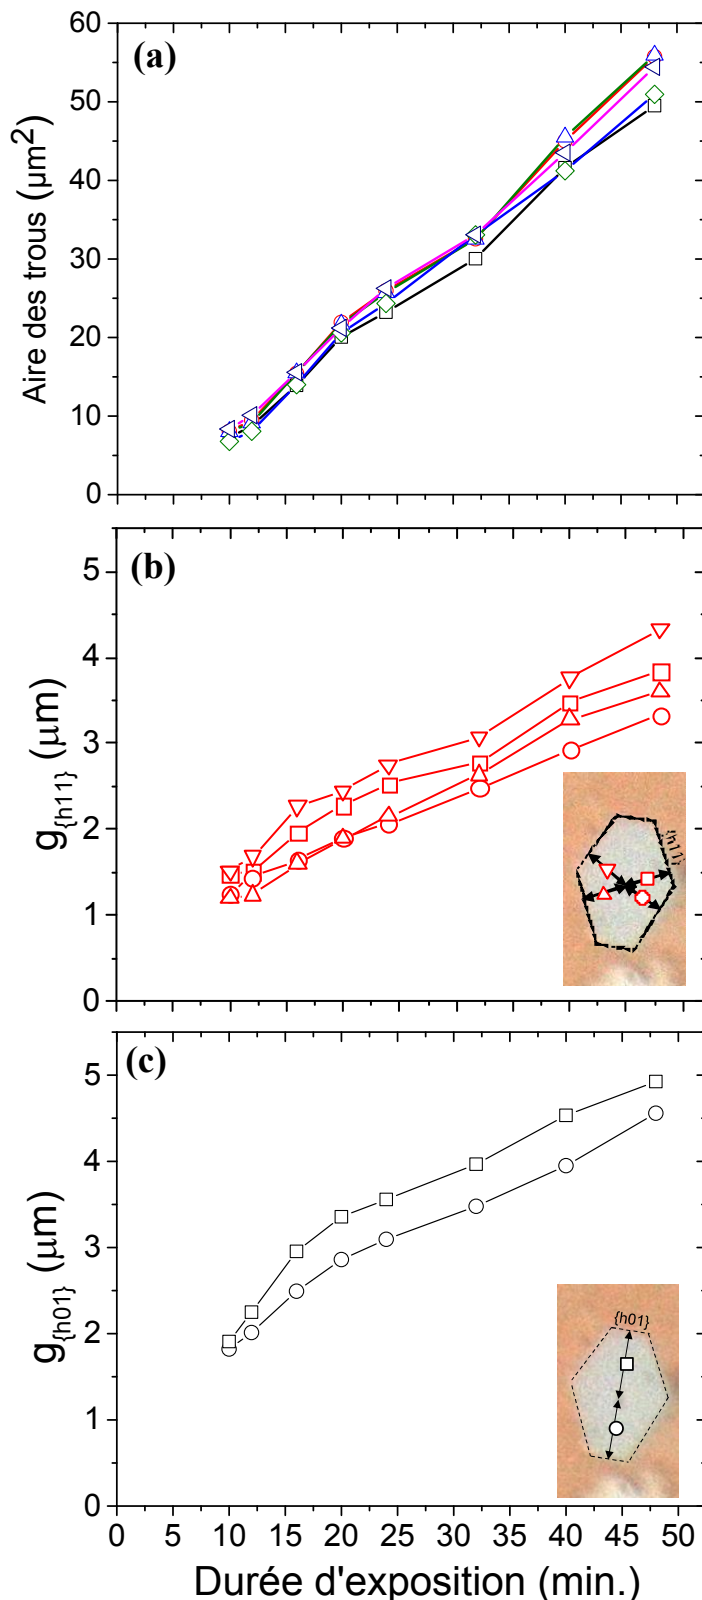 (a)
Aire des trous (μm²)
60
50
40
30
20
10
0
(b)
g{h11} (μm)
5
4
3
2
1
0
{h11}
(c)
g{h01} (μm)
5
4
3
2
1
0
{h01}
0 5 10 15 20 25 30 35 40 45 50
Durée d'exposition (min.)